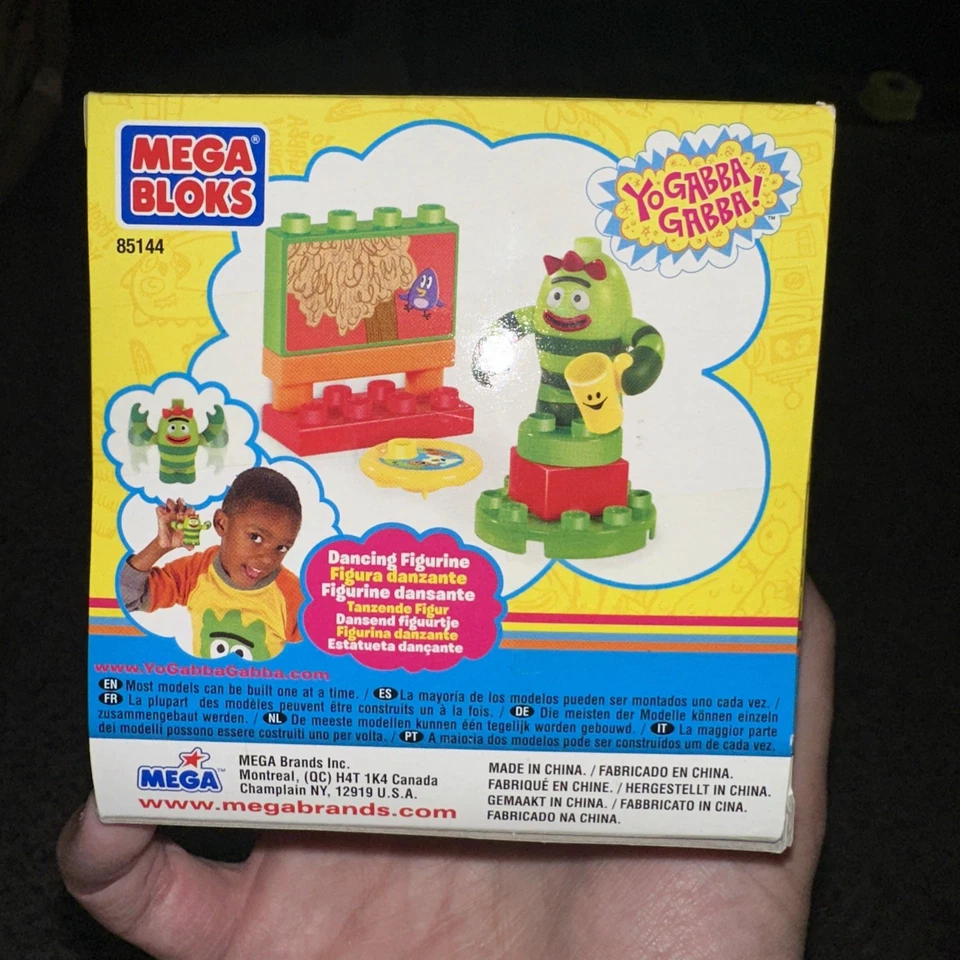 MEGA
BLOKS®
85144
YO GABBA
GABBA!™
Dancing Figurine
Figura danzante
Figurine dansante
Tanzende Figur
Dansend figuurtje
Figurina danzante
Estatueta dançante
www.YoGabbaGabba.com
EN Most models can be built one at a time. / ES La mayoría de los modelos pueden ser montados uno cada vez. /
FR La plupart des modèles peuvent être construits un à la fois. / DE Die meisten der Modelle können einzeln
zusammengebaut werden. / NL De meeste modellen kunnen één tegelijk worden gebouwd. / IT La maggior parte
dei modelli possono essere costruiti uno per volta. / PT A maioria dos modelos pode ser construídos um de cada vez.
MEGA™
MEGA Brands Inc.
Montreal, (QC) H4T 1K4 Canada
Champlain NY, 12919 U.S.A.
www.megabrands.com
MADE IN CHINA. / FABRICADO EN CHINA.
FABRIQUÉ EN CHINE. / HERGESTELLT IN CHINA.
GEMAAKT IN CHINA. / FABBRICATO IN CINA.
FABRICADO NA CHINA.